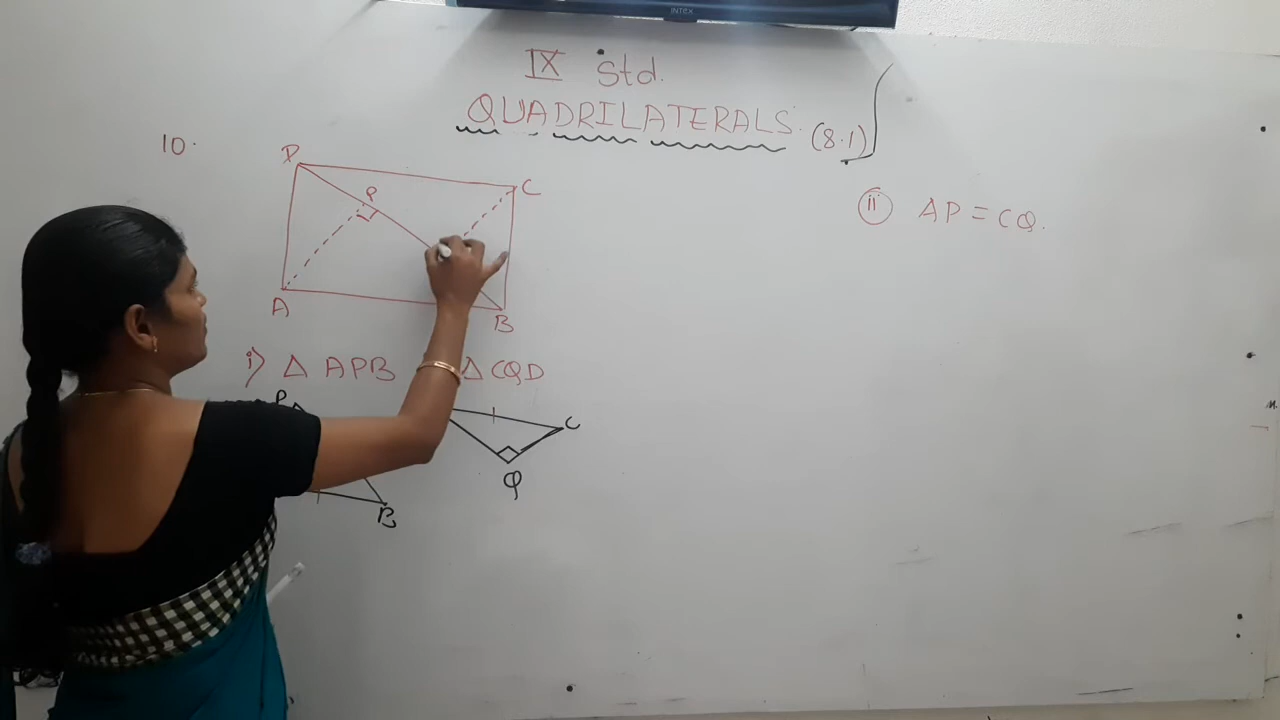 INTEX
IX Std.
QUADRILATERALS. (8.1)
10.
D
P
C
A
B
ii AP = CQ.
i) Δ APB Δ CQD
P
C
Q
B